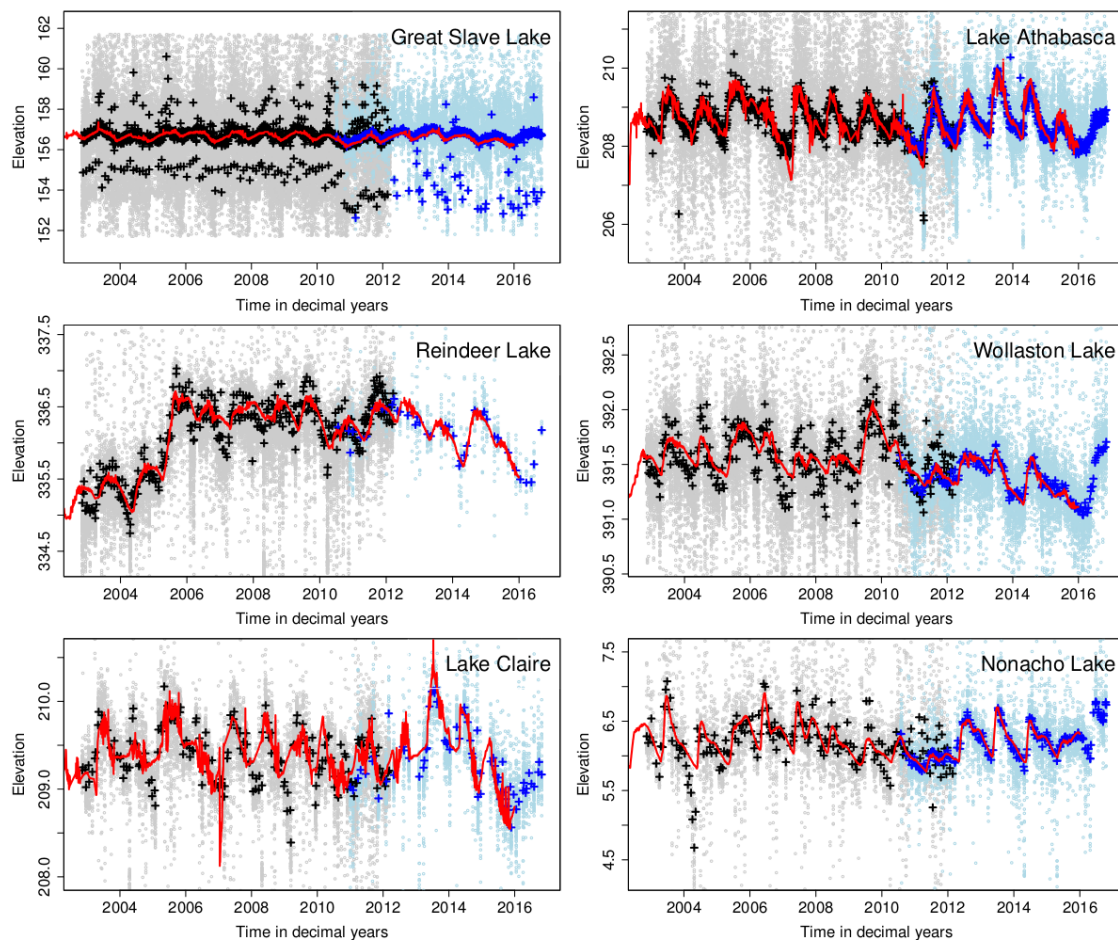 Great Slave Lake
Elevation
162
160
158
156
154
152
2004 2006 2008 2010 2012 2014 2016
Time in decimal years
Lake Athabasca
Elevation
210
208
206
2004 2006 2008 2010 2012 2014 2016
Time in decimal years
Reindeer Lake
Elevation
337.5
336.5
335.5
334.5
2004 2006 2008 2010 2012 2014 2016
Time in decimal years
Wollaston Lake
Elevation
392.5
392.0
391.5
391.0
390.5
2004 2006 2008 2010 2012 2014 2016
Time in decimal years
Lake Claire
Elevation
210.0
209.0
208.0
2004 2006 2008 2010 2012 2014 2016
Time in decimal years
Nonacho Lake
Elevation
7.5
6.5
5.5
4.5
2004 2006 2008 2010 2012 2014 2016
Time in decimal years